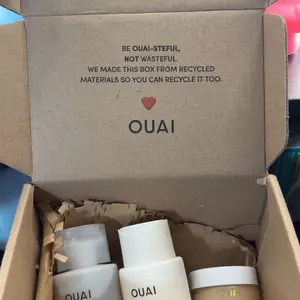 BE OUAI-STEFUL,
NOT WASTEFUL.
WE MADE THIS BOX FROM RECYCLED
MATERIALS SO YOU CAN RECYCLE IT TOO.
OUAI
OUAI
OUAI